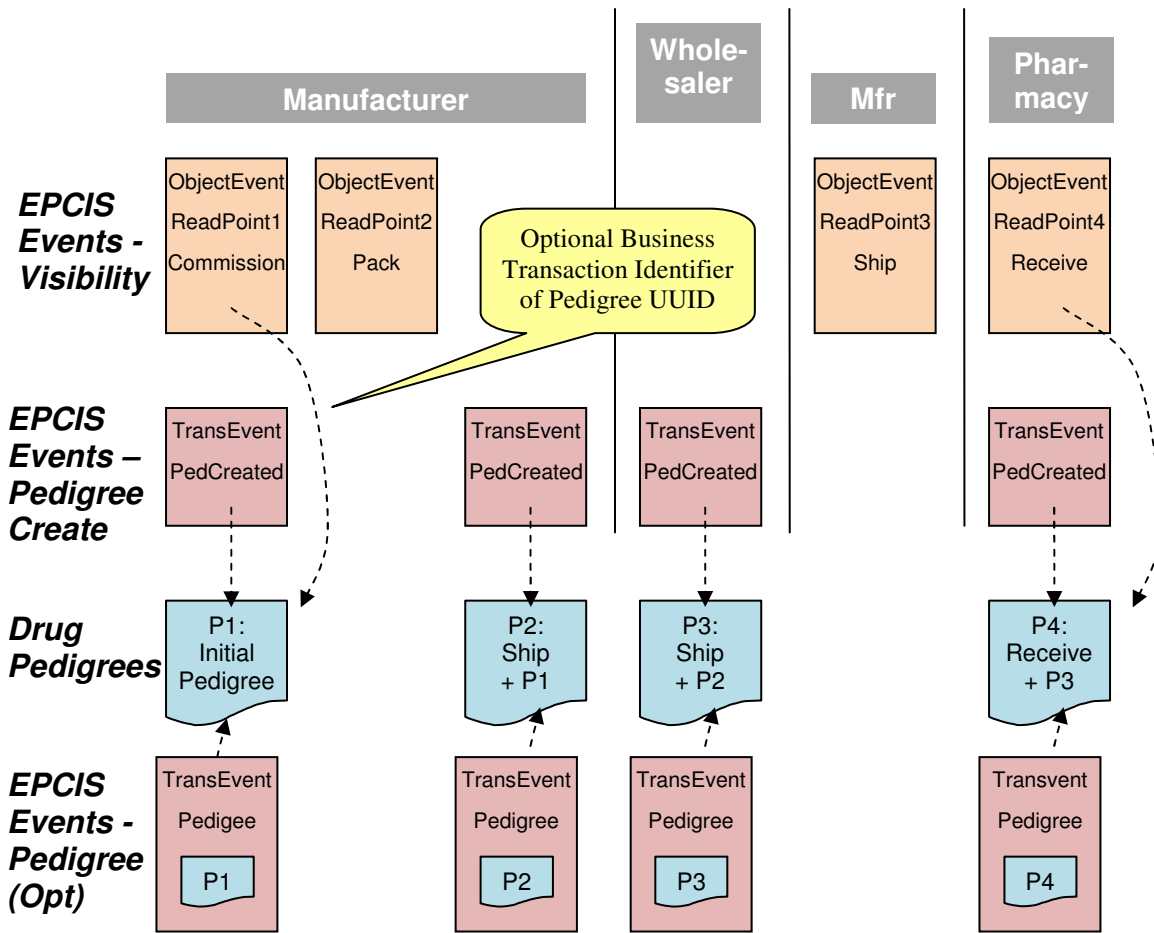 Manufacturer
Whole-
saler
Mfr
Phar-
macy
EPCIS
Events -
Visibility
ObjectEvent
ReadPoint1
Commission
ObjectEvent
ReadPoint2
Pack
Optional Business
Transaction Identifier
of Pedigree UUID
ObjectEvent
ReadPoint3
Ship
ObjectEvent
ReadPoint4
Receive
EPCIS
Events –
Pedigree
Create
TransEvent
PedCreated
TransEvent
PedCreated
TransEvent
PedCreated
TransEvent
PedCreated
Drug
Pedigrees
P1:
Initial
Pedigree
P2:
Ship
+ P1
P3:
Ship
+ P2
P4:
Receive
+ P3
EPCIS
Events -
Pedigree
(Opt)
TransEvent
Pedigee
P1
TransEvent
Pedigree
P2
TransEvent
Pedigree
P3
Transvent
Pedigree
P4